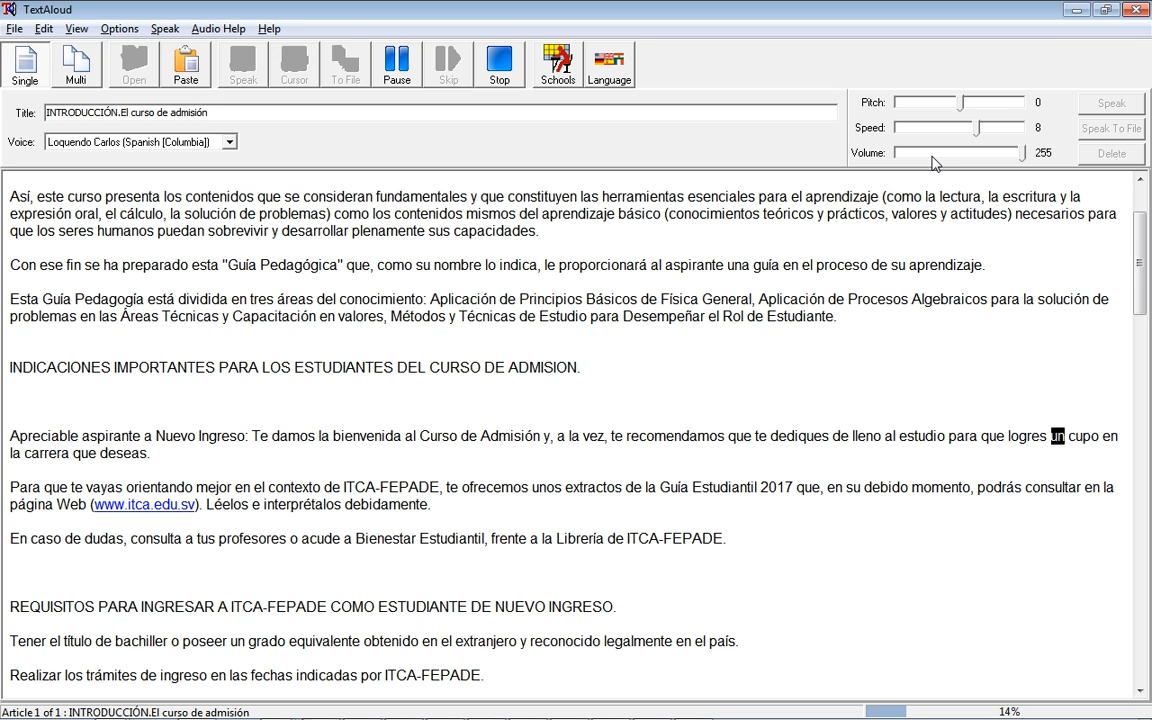 TextAloud
File Edit View Options Speak Audio Help Help
Single Multi Open Paste Speak Cursor To File Pause Skip Stop Schools Language
Title: INTRODUCCIÓN.El curso de admisión
Voice: Loquendo Carlos (Spanish [Columbia])
Pitch: 0 Speak
Speed: 8 Speak To File
Volume: 255 Delete
Así, este curso presenta los contenidos que se consideran fundamentales y que constituyen las herramientas esenciales para el aprendizaje (como la lectura, la escritura y la
expresión oral, el cálculo, la solución de problemas) como los contenidos mismos del aprendizaje básico (conocimientos teóricos y prácticos, valores y actitudes) necesarios para
que los seres humanos puedan sobrevivir y desarrollar plenamente sus capacidades.
Con ese fin se ha preparado esta "Guía Pedagógica" que, como su nombre lo indica, le proporcionará al aspirante una guía en el proceso de su aprendizaje.
Esta Guía Pedagogía está dividida en tres áreas del conocimiento: Aplicación de Principios Básicos de Física General, Aplicación de Procesos Algebraicos para la solución de
problemas en las Áreas Técnicas y Capacitación en valores, Métodos y Técnicas de Estudio para Desempeñar el Rol de Estudiante.
INDICACIONES IMPORTANTES PARA LOS ESTUDIANTES DEL CURSO DE ADMISION.
Apreciable aspirante a Nuevo Ingreso: Te damos la bienvenida al Curso de Admisión y, a la vez, te recomendamos que te dediques de lleno al estudio para que logres un cupo en
la carrera que deseas.
Para que te vayas orientando mejor en el contexto de ITCA-FEPADE, te ofrecemos unos extractos de la Guía Estudiantil 2017 que, en su debido momento, podrás consultar en la
página Web (www.itca.edu.sv). Léelos e interprétalos debidamente.
En caso de dudas, consulta a tus profesores o acude a Bienestar Estudiantil, frente a la Librería de ITCA-FEPADE.
REQUISITOS PARA INGRESAR A ITCA-FEPADE COMO ESTUDIANTE DE NUEVO INGRESO.
Tener el título de bachiller o poseer un grado equivalente obtenido en el extranjero y reconocido legalmente en el país.
Realizar los trámites de ingreso en las fechas indicadas por ITCA-FEPADE.
Article 1 of 1 : INTRODUCCIÓN.El curso de admisión 14%